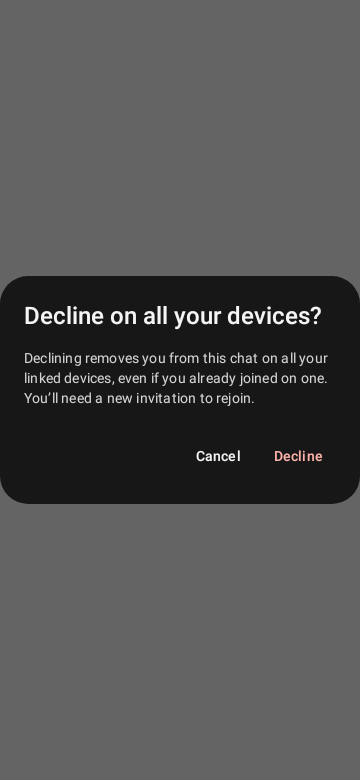 Decline on all your devices?
Declining removes you from this chat on all your
linked devices, even if you already joined on one.
You’ll need a new invitation to rejoin.
Cancel
Decline